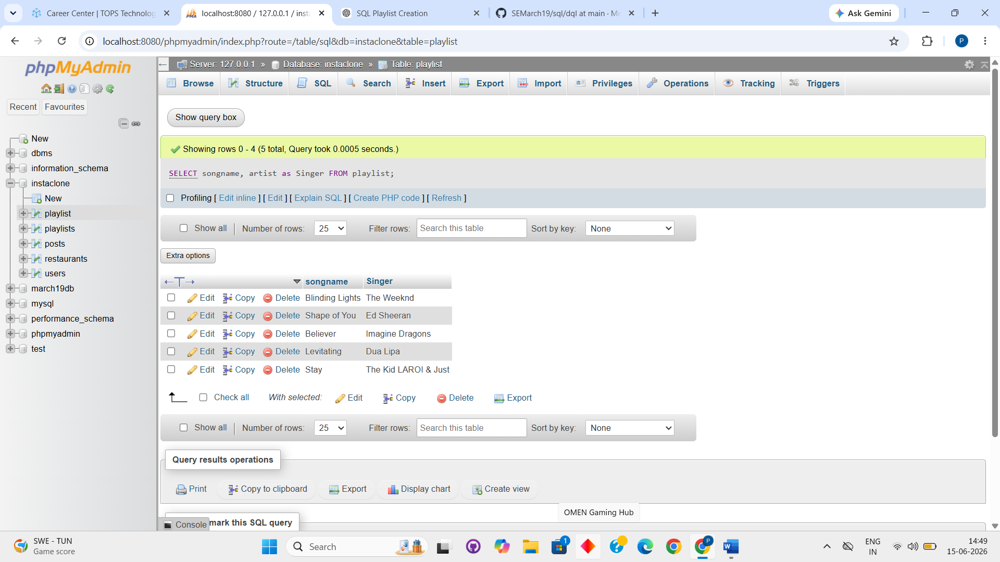 Career Center | TOPS Technolog
localhost:8080 / 127.0.0.1 / inst
SQL Playlist Creation
SEMarch19/sql/dql at main · Me
Ask Gemini
localhost:8080/phpmyadmin/index.php?route=/table/sql&db=instaclone&table=playlist
P
phpMyAdmin
Recent
Favourites
New
dbms
information_schema
instaclone
New
playlist
playlists
posts
restaurants
users
march19db
mysql
performance_schema
phpmyadmin
test
Server: 127.0.0.1 » Database: instaclone » Table: playlist
Browse Structure SQL Search Insert Export Import Privileges Operations Tracking Triggers
Show query box
Showing rows 0 - 4 (5 total, Query took 0.0005 seconds.)
SELECT songname, artist as Singer FROM playlist;
Profiling [ Edit inline ] [ Edit ] [ Explain SQL ] [ Create PHP code ] [ Refresh ]
Show all Number of rows: 25 Filter rows: Search this table Sort by key: None
Extra options
songname Singer
Edit Copy Delete Blinding Lights The Weeknd
Edit Copy Delete Shape of You Ed Sheeran
Edit Copy Delete Believer Imagine Dragons
Edit Copy Delete Levitating Dua Lipa
Edit Copy Delete Stay The Kid LAROI & Just
Check all With selected: Edit Copy Delete Export
Show all Number of rows: 25 Filter rows: Search this table Sort by key: None
Query results operations
Print Copy to clipboard Export Display chart Create view
OMEN Gaming Hub
Console
mark this SQL query
SWE - TUN
Game score
Search
1
P
ENG
IN
14:49
15-06-2026